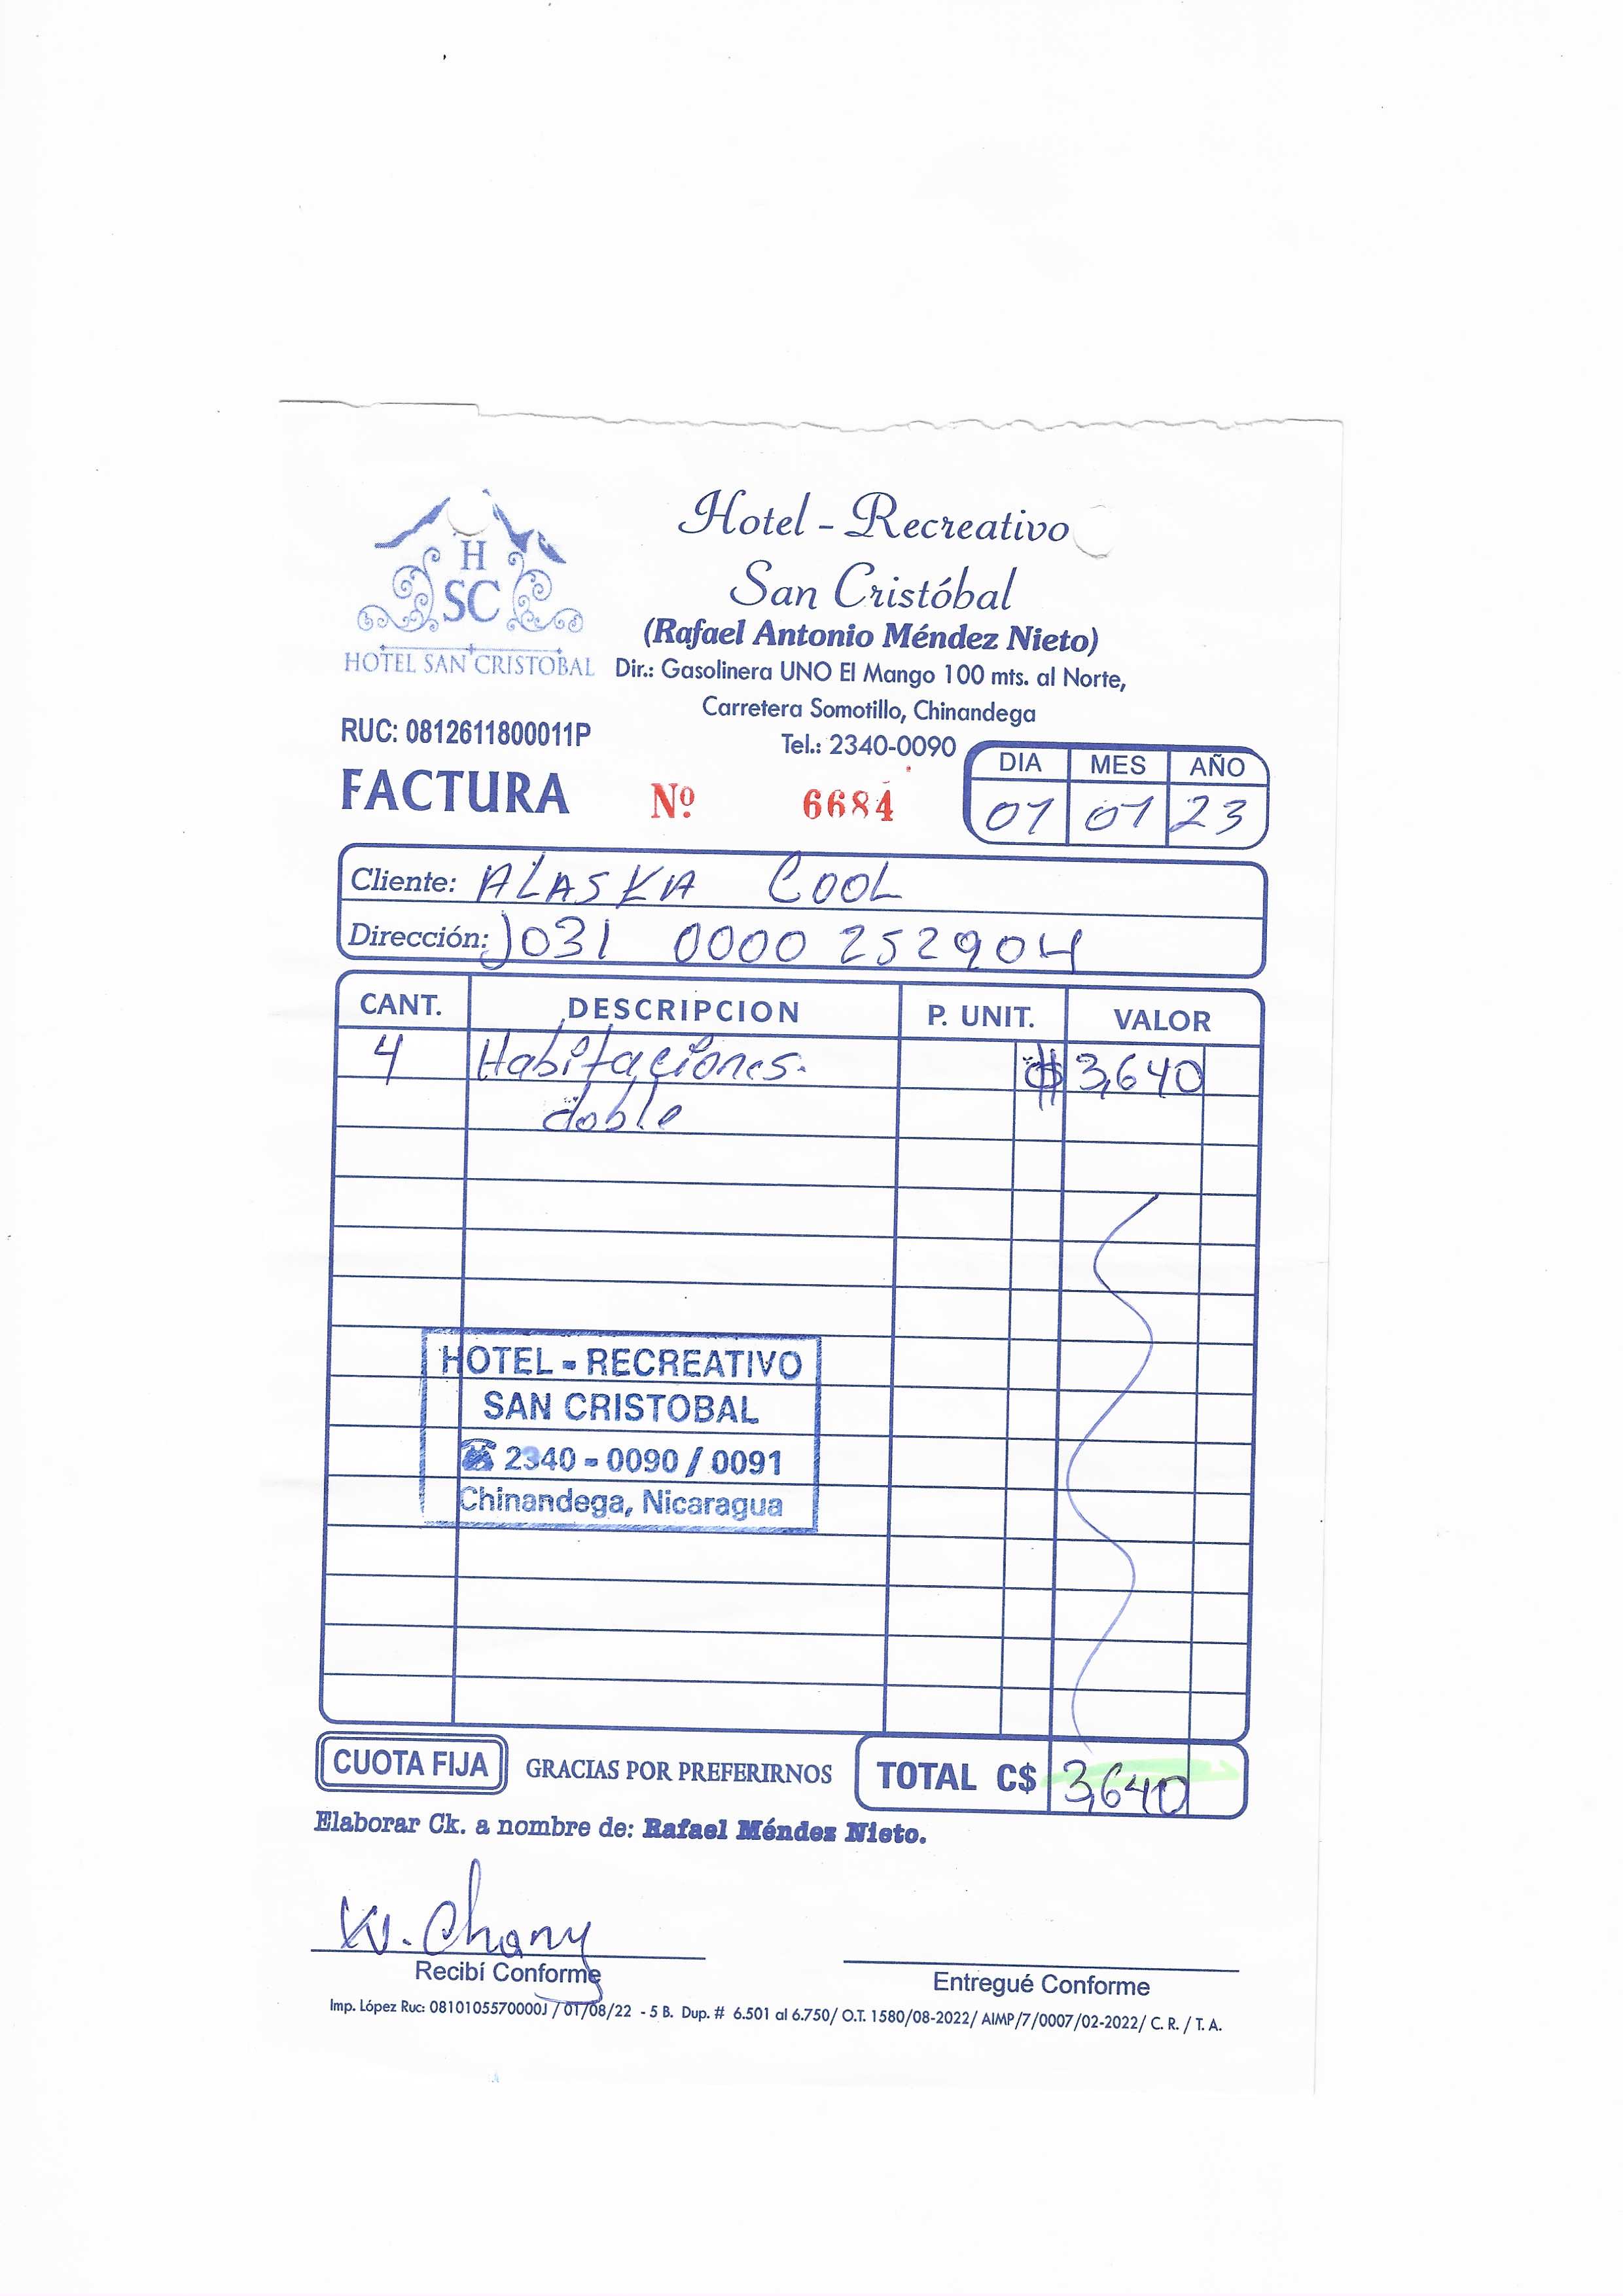 Hotel - Recreativo
San Cristóbal
(Rafael Antonio Méndez Nieto)
H
SC
HOTEL SAN CRISTOBAL
Dir.: Gasolinera UNO El Mango 100 mts. al Norte,
Carretera Somotillo, Chinandega
RUC: 0812611800011P
Tel.: 2340-0090
FACTURA Nº 6684
DIA MES AÑO
01 01 23
Cliente: ALASKA COOL
Dirección: J031 0000 252904
CANT. DESCRIPCION P. UNIT. VALOR
4 Habitaciones. C$ 3,640
doble
HOTEL - RECREATIVO
SAN CRISTOBAL
☎ 2340 - 0090 / 0091
Chinandega, Nicaragua
CUOTA FIJA GRACIAS POR PREFERIRNOS TOTAL C$ 3,640
Elaborar Ck. a nombre de: Rafael Méndez Nieto.
W. Chany
Recibí Conforme
Entregué Conforme
Imp. López Ruc: 0810105570000J / 01/08/22 - 5 B. Dup. # 6.501 al 6.750/ O.T. 1580/08-2022/ AIMP/7/0007/02-2022/ C. R. / T. A.